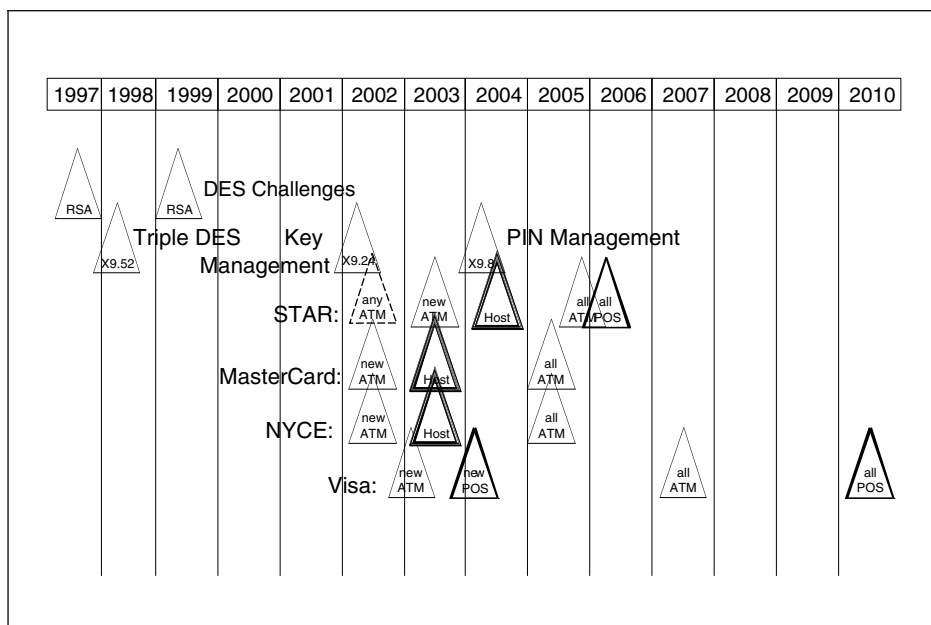 1997 1998 1999 2000 2001 2002 2003 2004 2005 2006 2007 2008 2009 2010
RSA RSA DES Challenges
X9.52 Triple DES Key Management X9.24 X9.8 PIN Management
STAR: any ATM new ATM Host all ATM all POS
MasterCard: new ATM Host all ATM
NYCE: new ATM Host all ATM
Visa: new ATM new POS all ATM all POS